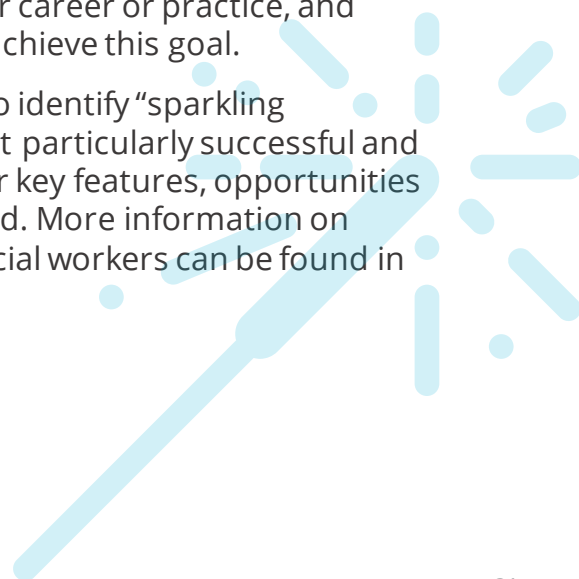 career or practice, and
chieve this goal.
identify “sparkling
particularly successful and
key features, opportunities
d. More information on
cial workers can be found in